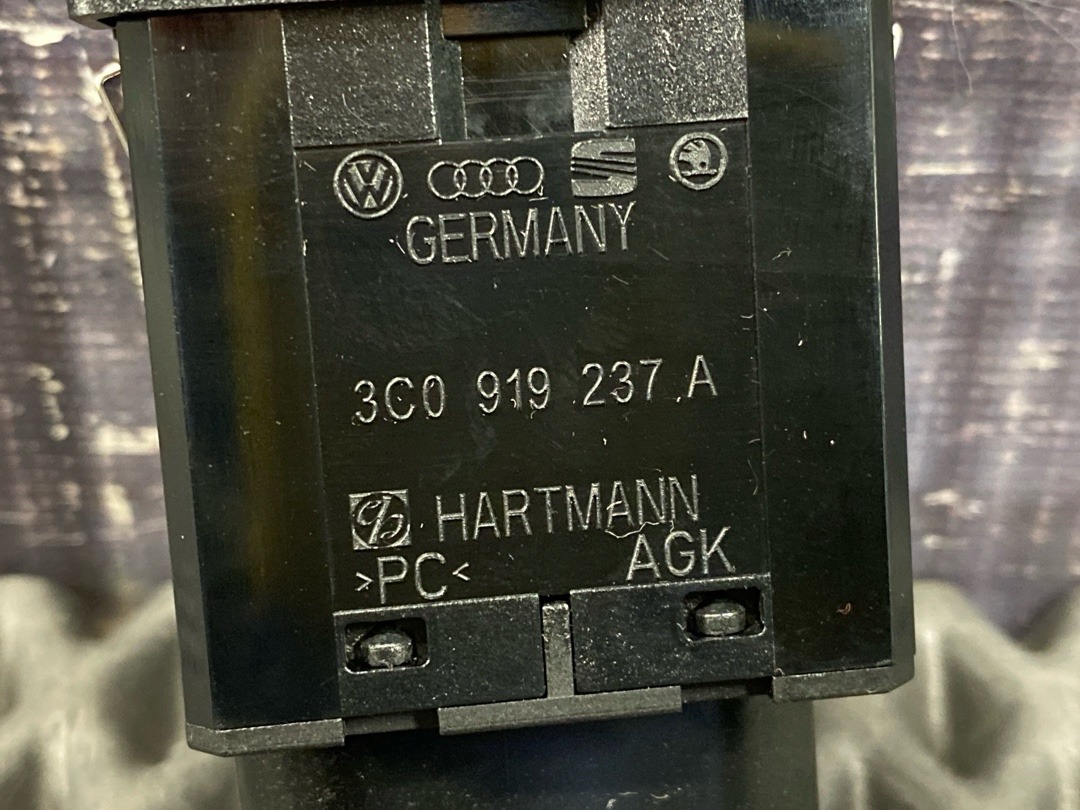 GERMANY
3C0 919 237 A
HARTMANN
>PC< AGK